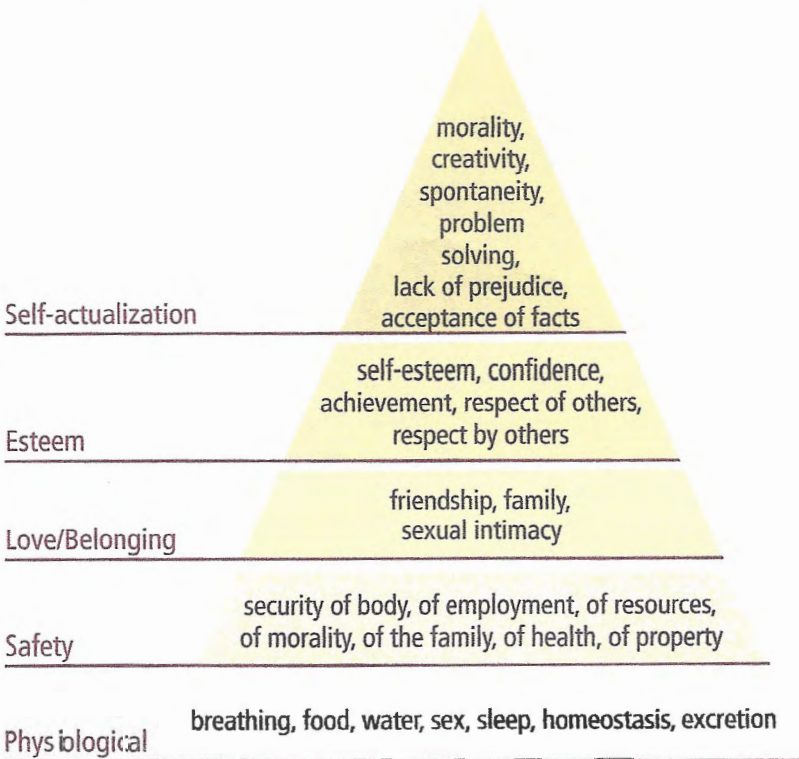 morality,
creativity,
spontaneity,
problem
solving,
lack of prejudice,
acceptance of facts
Self-actualization
self-esteem, confidence,
achievement, respect of others,
respect by others
Esteem
friendship, family,
sexual intimacy
Love/Belonging
security of body, of employment, of resources,
of morality, of the family, of health, of property
Safety
breathing, food, water, sex, sleep, homeostasis, excretion
Physiological